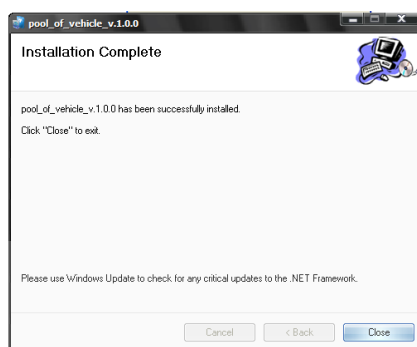 pool_of_vehicle_v.1.0.0
Installation Complete
pool_of_vehicle_v.1.0.0 has been successfully installed.
Click "Close" to exit.
Please use Windows Update to check for any critical updates to the .NET Framework.
Cancel < Back Close